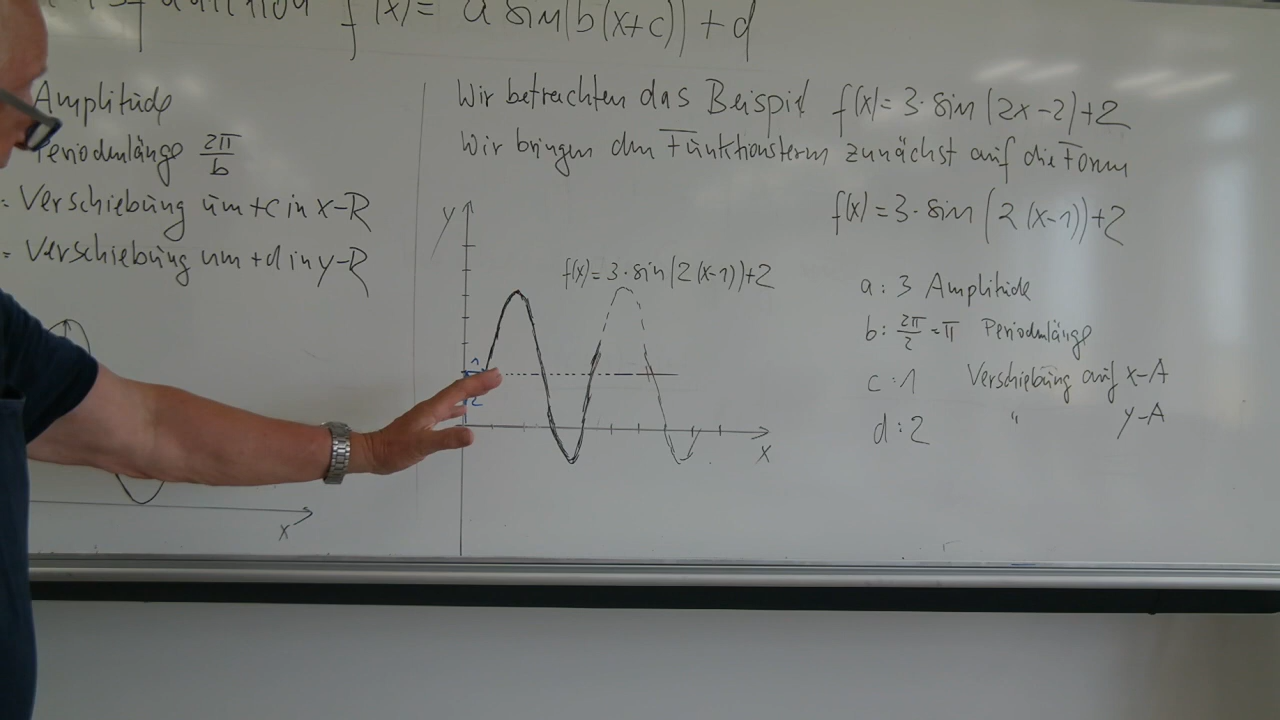 f(x) = a sin(b(x+c)) + d
Amplitude
Periodenlänge 2π/b
= Verschiebung um +c in x-R
= Verschiebung um +d in y-R
x
Wir betrachten das Beispiel f(x) = 3·sin(2x-2)+2
Wir bringen den Funktionsterm zunächst auf die Form
f(x) = 3·sin(2(x-1))+2
y
f(x) = 3·sin(2(x-1))+2
1
2
x
a: 3 Amplitude
b: 2π/2 = π Periodenlänge
c: 1 Verschiebung auf x-A
d: 2 " y-A